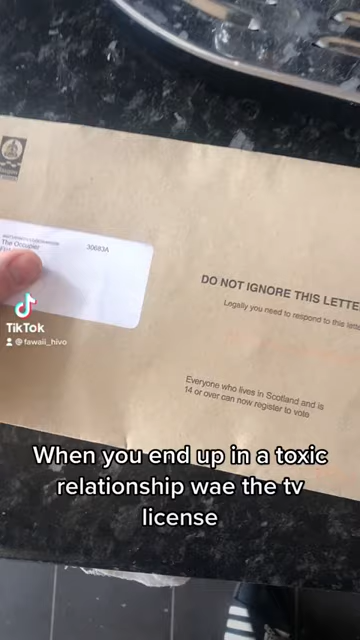 The Occupier
30683A
DO NOT IGNORE THIS LETTE
Legally you need to respond to this lette
Everyone who lives in Scotland and is
14 or over can now register to vote
TikTok
@fawaii_hivo
When you end up in a toxic
relationship wae the tv
license